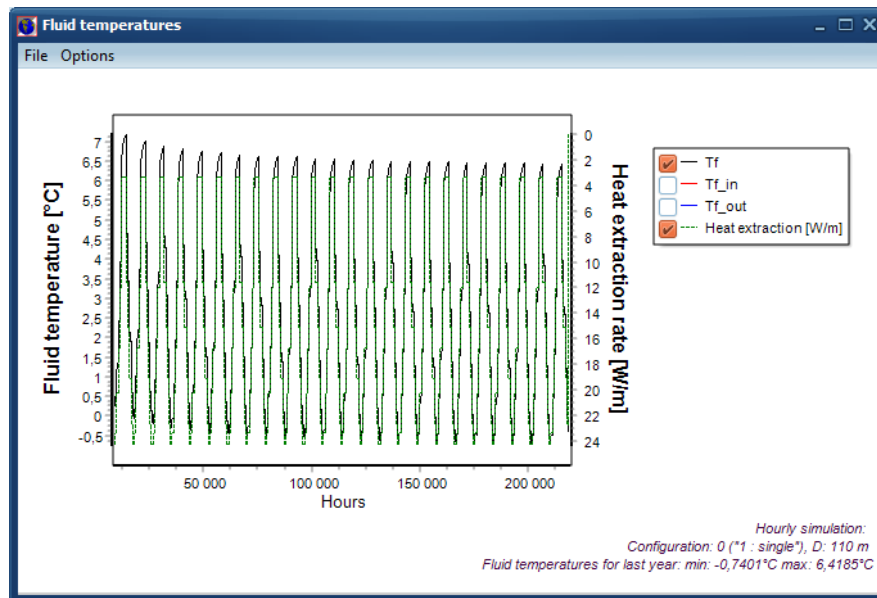 Fluid temperatures
File Options
Fluid temperature [°C]
7
6,5
6
5,5
5
4,5
4
3,5
3
2,5
2
1,5
1
0,5
0
-0,5
0
2
4
6
8
10
12
14
16
18
20
22
24
Heat extraction rate [W/m]
50 000 100 000 150 000 200 000
Hours
Tf
Tf_in
Tf_out
Heat extraction [W/m]
Hourly simulation:
Configuration: 0 ("1 : single"), D: 110 m
Fluid temperatures for last year: min: -0,7401°C max: 6,4185°C